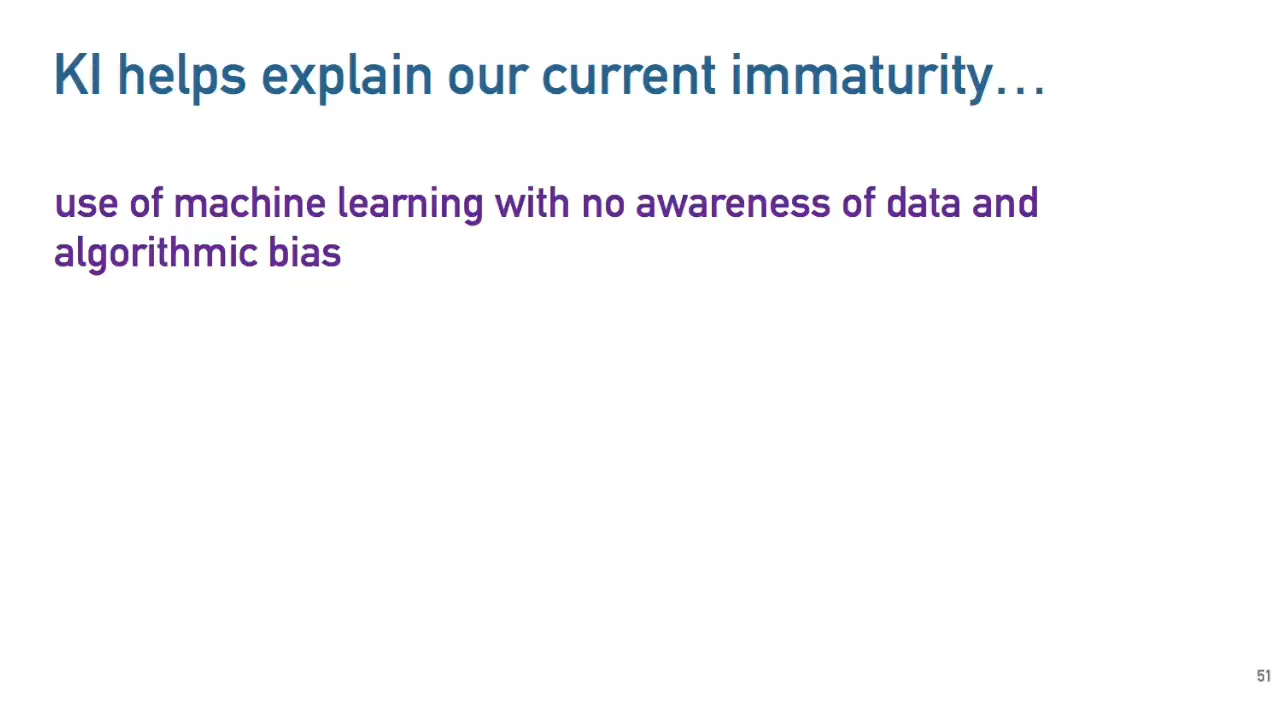 KI helps explain our current immaturity…
use of machine learning with no awareness of data and
algorithmic bias
51